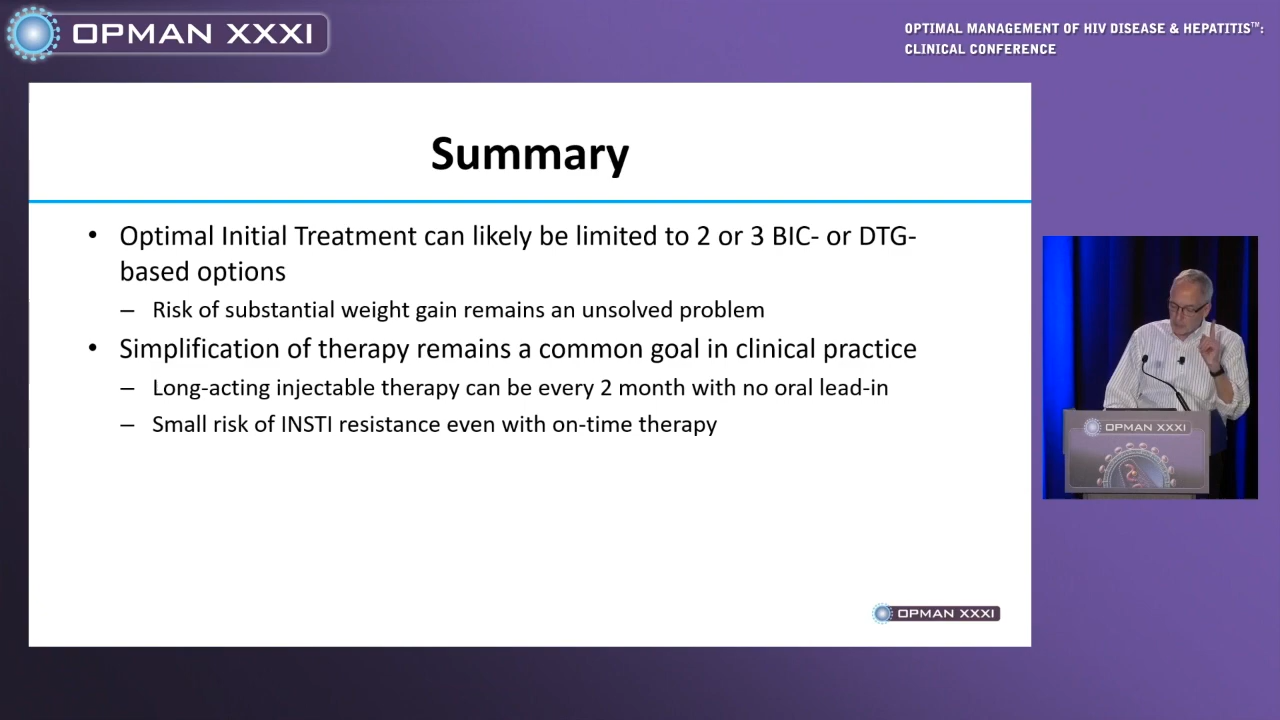 OPMAN XXXI
OPTIMAL MANAGEMENT OF HIV DISEASE & HEPATITIS™:
CLINICAL CONFERENCE
Summary
• Optimal Initial Treatment can likely be limited to 2 or 3 BIC- or DTG-
based options
– Risk of substantial weight gain remains an unsolved problem
• Simplification of therapy remains a common goal in clinical practice
– Long-acting injectable therapy can be every 2 month with no oral lead-in
– Small risk of INSTI resistance even with on-time therapy
OPMAN XXXI
OPMAN XXXI